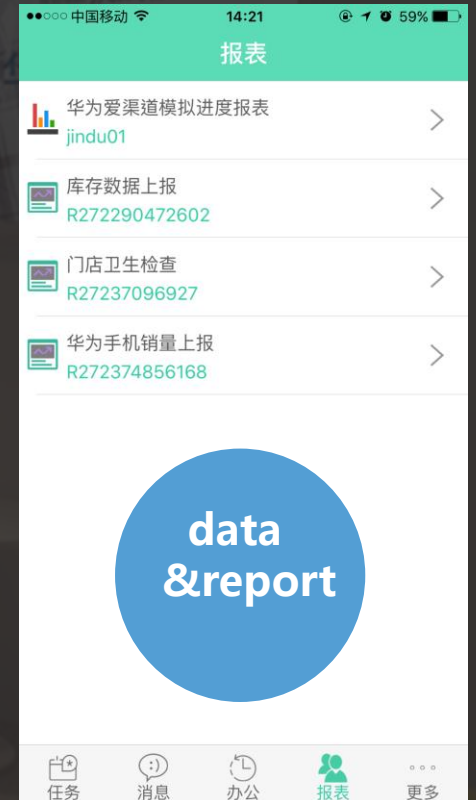 中国移动 14:21 59%
报表
华为爱渠道模拟进度报表
jindu01
库存数据上报
R272290472602
门店卫生检查
R27237096927
华为手机销量上报
R272374856168
data
&report
任务 消息 办公 报表 更多